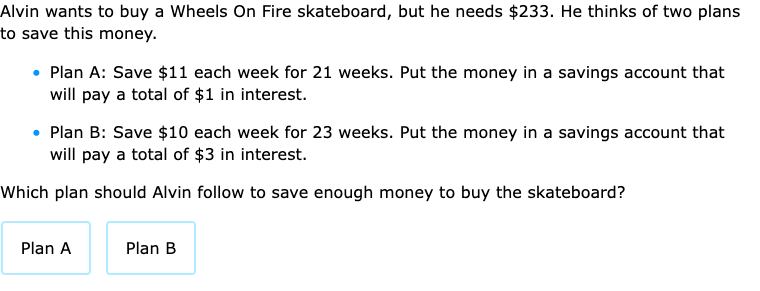 Alvin wants to buy a Wheels On Fire skateboard, but he needs $233. He thinks of two plans
to save this money.
• Plan A: Save $11 each week for 21 weeks. Put the money in a savings account that
will pay a total of $1 in interest.
• Plan B: Save $10 each week for 23 weeks. Put the money in a savings account that
will pay a total of $3 in interest.
Which plan should Alvin follow to save enough money to buy the skateboard?
Plan A Plan B